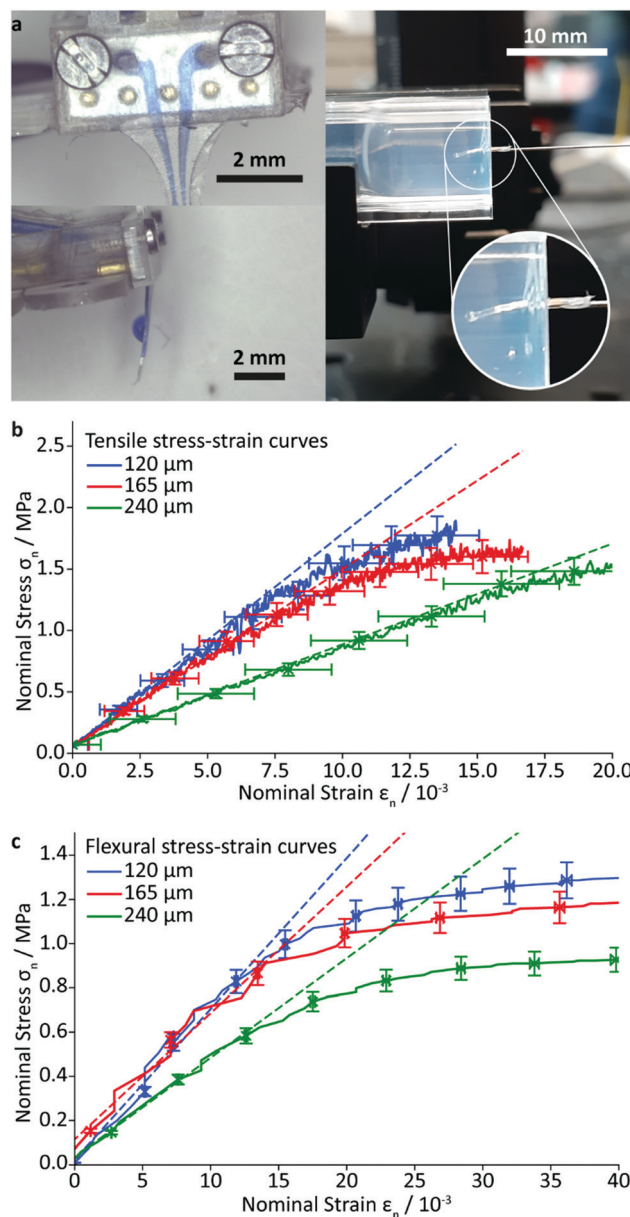 a
10 mm
2 mm
2 mm
b
Tensile stress-strain curves
120 μm
165 μm
240 μm
Nominal Stress σn / MPa
2.5
2.0
1.5
1.0
0.5
0.0
0.0 2.5 5.0 7.5 10.0 12.5 15.0 17.5 20.0
Nominal Strain εn / 10-3
c
Flexural stress-strain curves
120 μm
165 μm
240 μm
Nominal Stress σn / MPa
1.4
1.2
1.0
0.8
0.6
0.4
0.2
0.0
0 5 10 15 20 25 30 35 40
Nominal Strain εn / 10-3